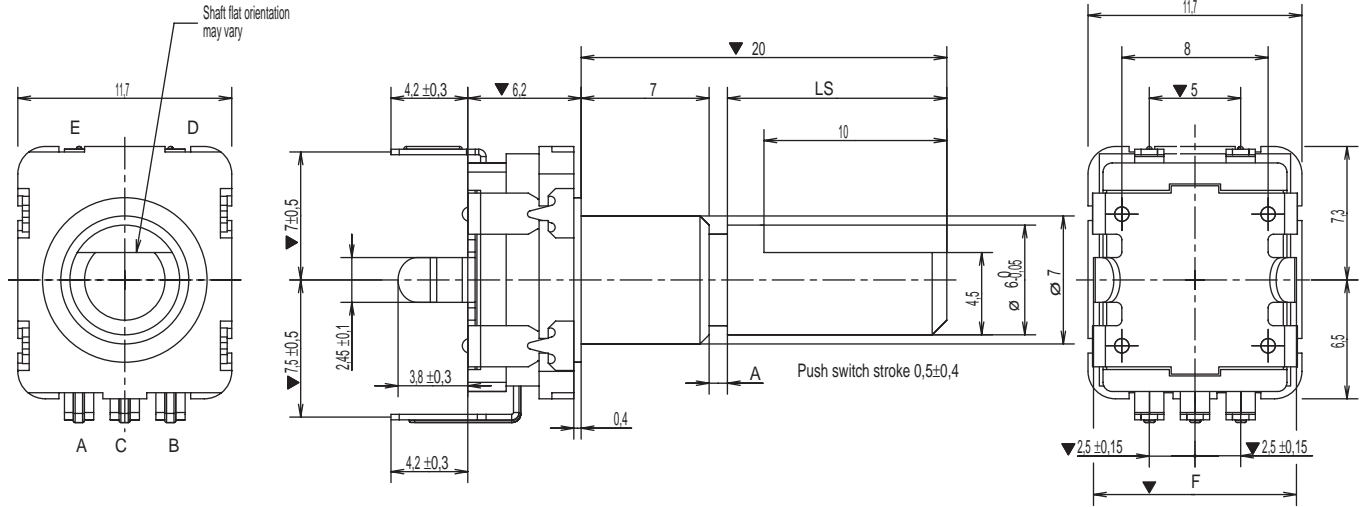 Shaft flat orientation
may vary
11,7
E
D
A
C
B
4,2 ±0,3
▼ 6,2
▼ 20
7
LS
10
▼ 7±0,5
2,45 ±0,1
▼ 7,5 ±0,5
3,8 ±0,3
4,2 ±0,3
0,4
A
Push switch stroke 0,5±0,4
4,5
ø 6 0 -0,05
ø 7
11,7
8
▼ 5
7,3
6,5
▼ 2,5 ±0,15
▼ 2,5 ±0,15
▼ F